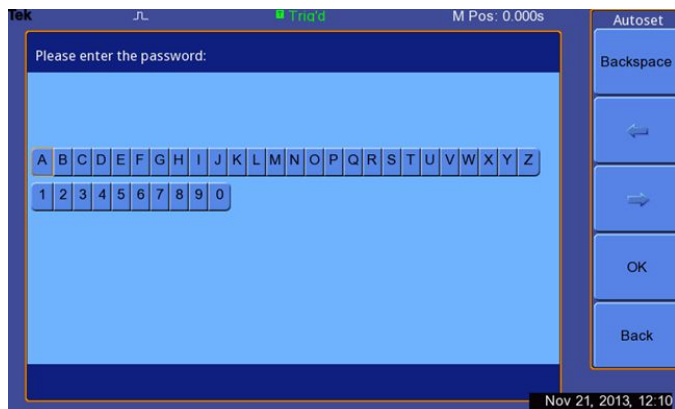 Tek Trig'd M Pos: 0.000s Autoset
Please enter the password:
Backspace
A B C D E F G H I J K L M N O P Q R S T U V W X Y Z
1 2 3 4 5 6 7 8 9 0
OK
Back
Nov 21, 2013, 12:10